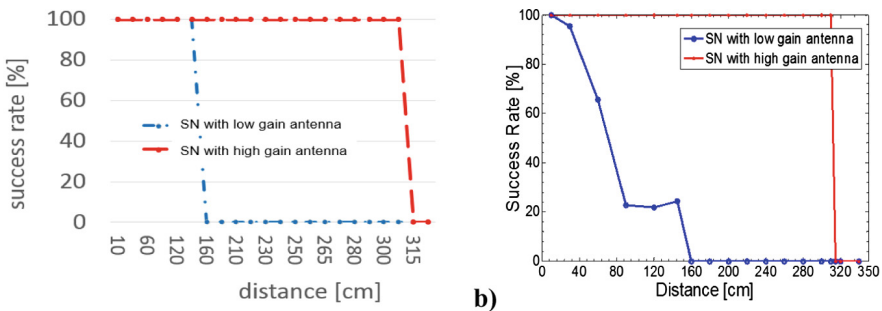 100
80
60
40
20
0
success rate [%]
SN with low gain antenna
SN with high gain antenna
10 60 120 160 210 230 250 265 280 300 315
distance [cm]
b)
100
80
60
40
20
0
Success Rate [%]
SN with low gain antenna
SN with high gain antenna
0 40 80 120 160 200 240 280 320 350
Distance [cm]